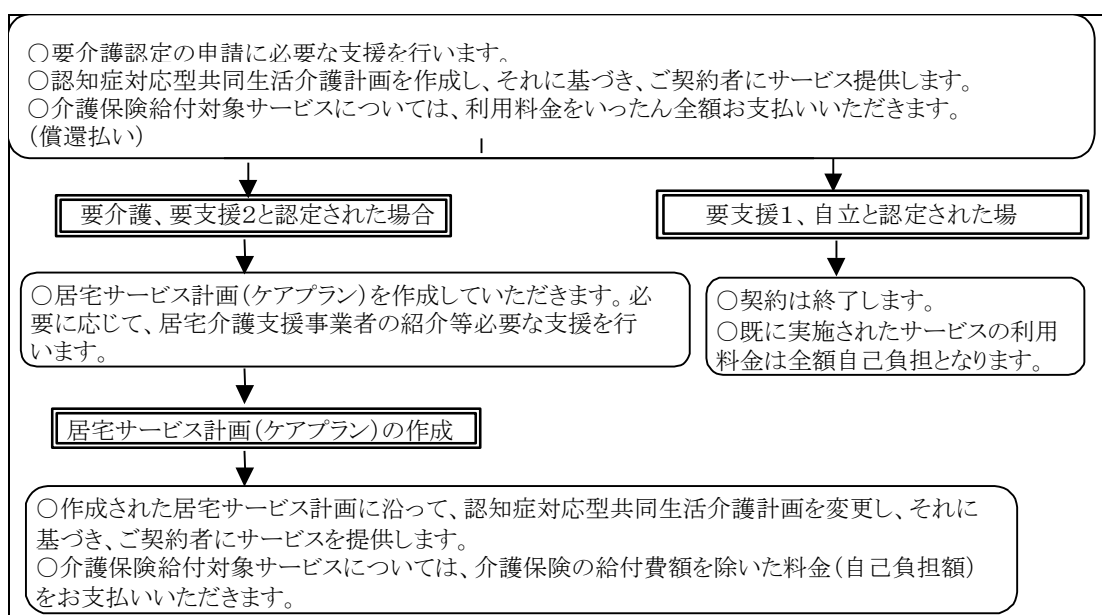 ○要介護認定の申請に必要な支援を行います。
○認知症対応型共同生活介護計画を作成し、それに基づき、ご契約者にサービス提供します。
○介護保険給付対象サービスについては、利用料金をいったん全額お支払いいただきます。
(償還払い)
要介護、要支援2と認定された場合
要支援1、自立と認定された場
○居宅サービス計画(ケアプラン)を作成していただきます。必
要に応じて、居宅介護支援事業者の紹介等必要な支援を行
います。
○契約は終了します。
○既に実施されたサービスの利用
料金は全額自己負担となります。
居宅サービス計画(ケアプラン)の作成
○作成された居宅サービス計画に沿って、認知症対応型共同生活介護計画を変更し、それに
基づき、ご契約者にサービスを提供します。
○介護保険給付対象サービスについては、介護保険の給付費額を除いた料金(自己負担額)
をお支払いいただきます。